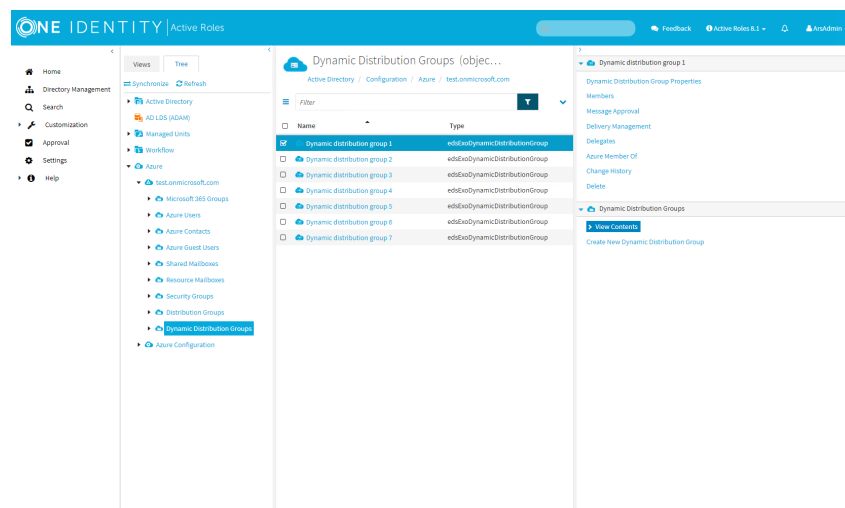 ONE IDENTITY Active Roles
Feedback
Active Roles 8.1
ArsAdmin
Home
Directory Management
Search
Customization
Approval
Settings
Help
Views Tree
Synchronize Refresh
Active Directory
AD LDS (ADAM)
Managed Units
Workflow
Azure
test.onmicrosoft.com
Microsoft 365 Groups
Azure Users
Azure Contacts
Azure Guest Users
Shared Mailboxes
Resource Mailboxes
Security Groups
Distribution Groups
Dynamic Distribution Groups
Azure Configuration
Dynamic Distribution Groups (objec...
Active Directory / Configuration / Azure / test.onmicrosoft.com
Filter
Name Type
Dynamic distribution group 1 edsExoDynamicDistributionGroup
Dynamic distribution group 2 edsExoDynamicDistributionGroup
Dynamic distribution group 3 edsExoDynamicDistributionGroup
Dynamic distribution group 4 edsExoDynamicDistributionGroup
Dynamic distribution group 5 edsExoDynamicDistributionGroup
Dynamic distribution group 6 edsExoDynamicDistributionGroup
Dynamic distribution group 7 edsExoDynamicDistributionGroup
Dynamic distribution group 1
Dynamic Distribution Group Properties
Members
Message Approval
Delivery Management
Delegates
Azure Member Of
Change History
Delete
Dynamic Distribution Groups
View Contents
Create New Dynamic Distribution Group